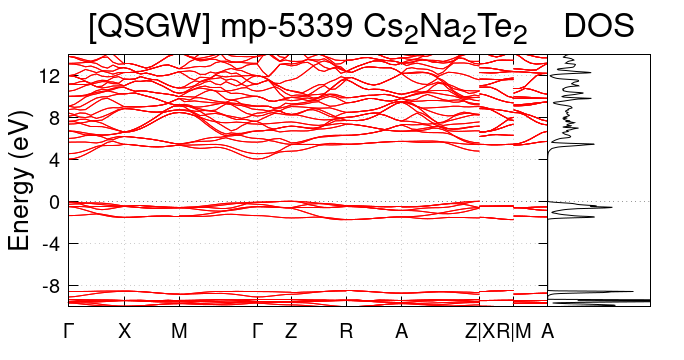 [QSGW] mp-5339 Cs₂Na₂Te₂ DOS
Energy (eV)
12
8
4
0
-4
-8
Γ X M Γ Z R A Z|XR|M A